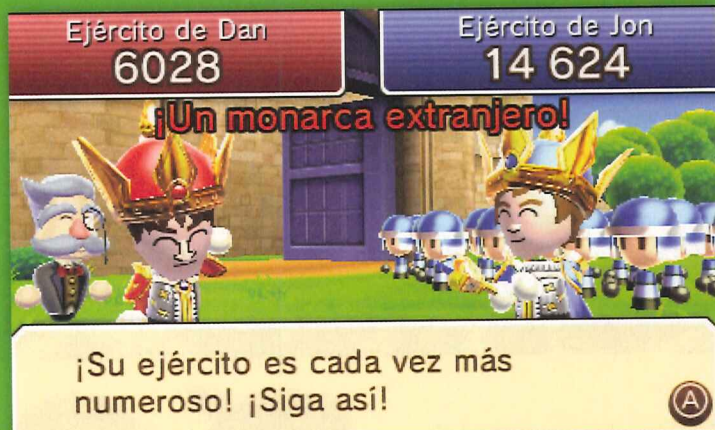 Ejército de Dan
6028
Ejército de Jon
14 624
¡Un monarca extranjero!
¡Su ejército es cada vez más
numeroso! ¡Siga así!
A